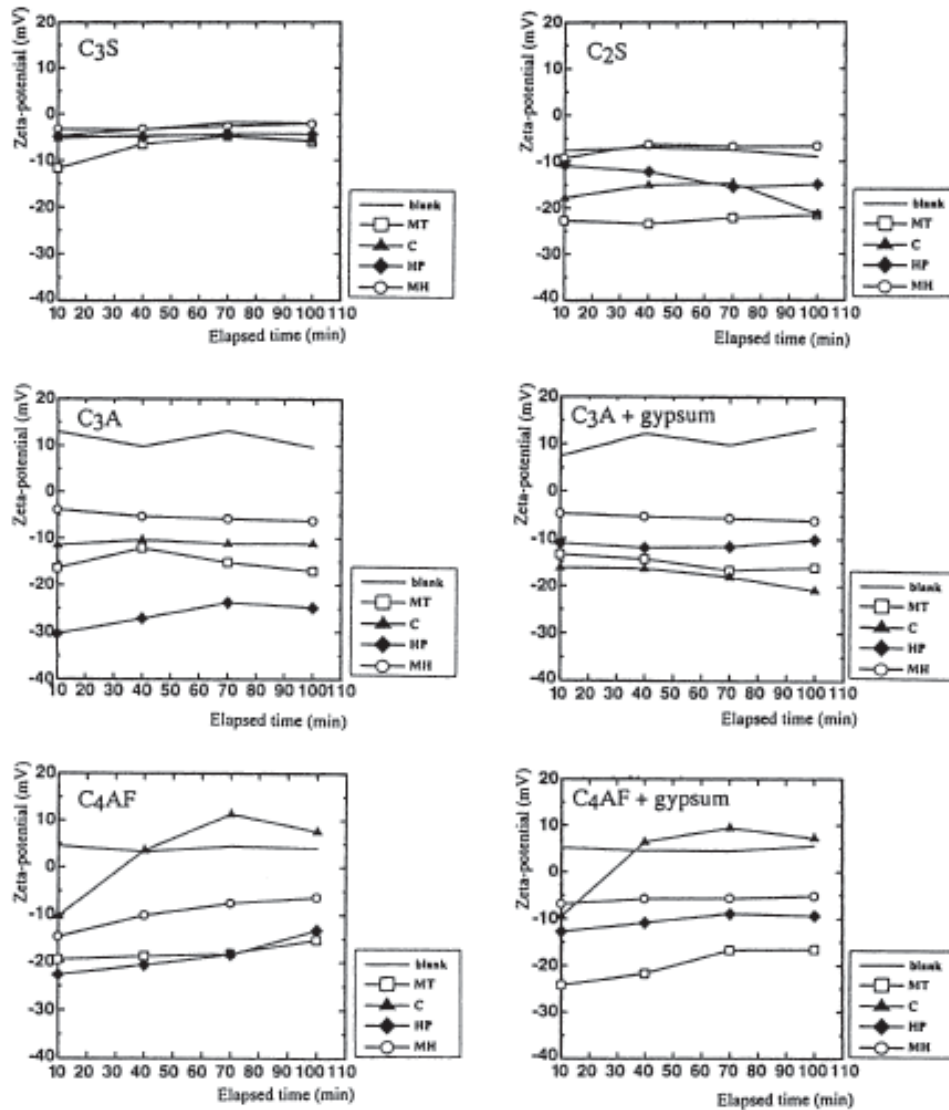 C3S
Zeta-potential (mV)
20
10
0
-10
-20
-30
-40
10 20 30 40 50 60 70 80 90 100 110
Elapsed time (min)
blank
MT
C
HP
MH
C2S
Zeta-potential (mV)
20
10
0
-10
-20
-30
-40
10 20 30 40 50 60 70 80 90 100 110
Elapsed time (min)
blank
MT
C
HP
MH
C3A
Zeta-potential (mV)
20
10
0
-10
-20
-30
-40
10 20 30 40 50 60 70 80 90 100 110
Elapsed time (min)
blank
MT
C
HP
MH
C3A + gypsum
Zeta-potential (mV)
20
10
0
-10
-20
-30
-40
10 20 30 40 50 60 70 80 90 100 110
Elapsed time (min)
blank
MT
C
HP
MH
C4AF
Zeta-potential (mV)
20
10
0
-10
-20
-30
-40
10 20 30 40 50 60 70 80 90 100 110
Elapsed time (min)
blank
MT
C
HP
MH
C4AF + gypsum
Zeta-potential (mV)
20
10
0
-10
-20
-30
-40
10 20 30 40 50 60 70 80 90 100 110
Elapsed time (min)
blank
MT
C
HP
MH